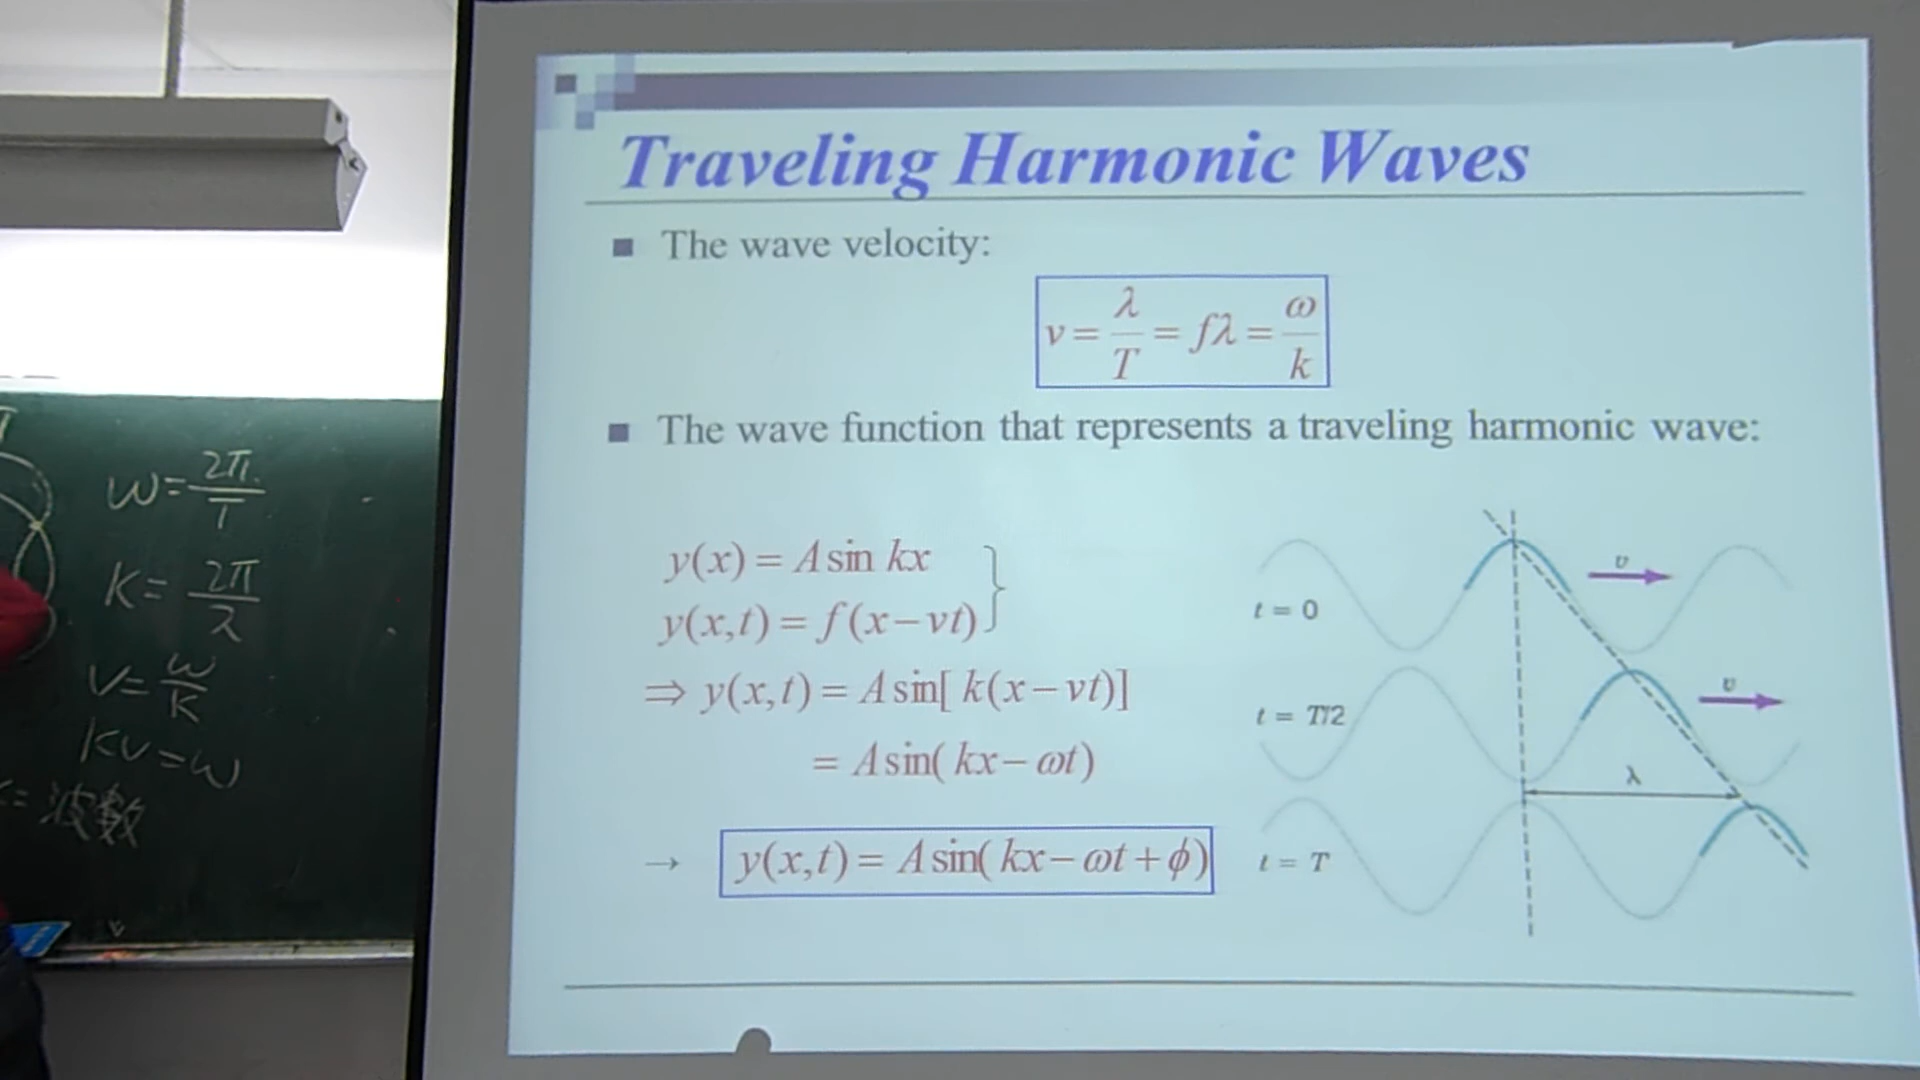 Traveling Harmonic Waves
The wave velocity:
v = λ/T = fλ = ω/k
The wave function that represents a traveling harmonic wave:
y(x) = A sin kx
y(x,t) = f(x−vt)
⇒ y(x,t) = A sin[ k(x−vt)]
= A sin( kx− ωt)
→ y(x,t) = A sin( kx− ωt + ϕ)
t = 0
υ
t = T/2
υ
λ
t = T
ω = 2π/T
K = 2π/λ
V = ω/K
KV = ω
= 波數